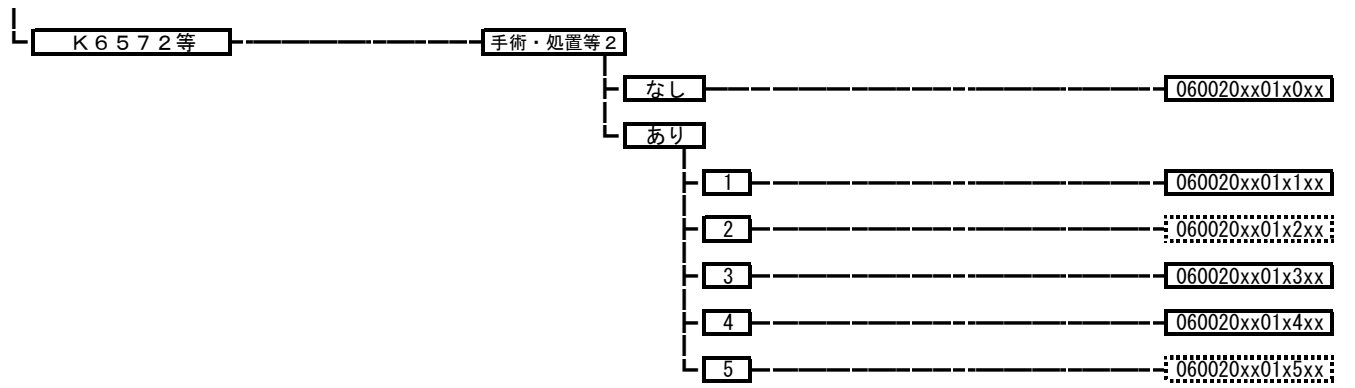 Ｋ６５７２等 手術・処置等２
なし 060020xx01x0xx
あり
1 060020xx01x1xx
2 060020xx01x2xx
3 060020xx01x3xx
4 060020xx01x4xx
5 060020xx01x5xx